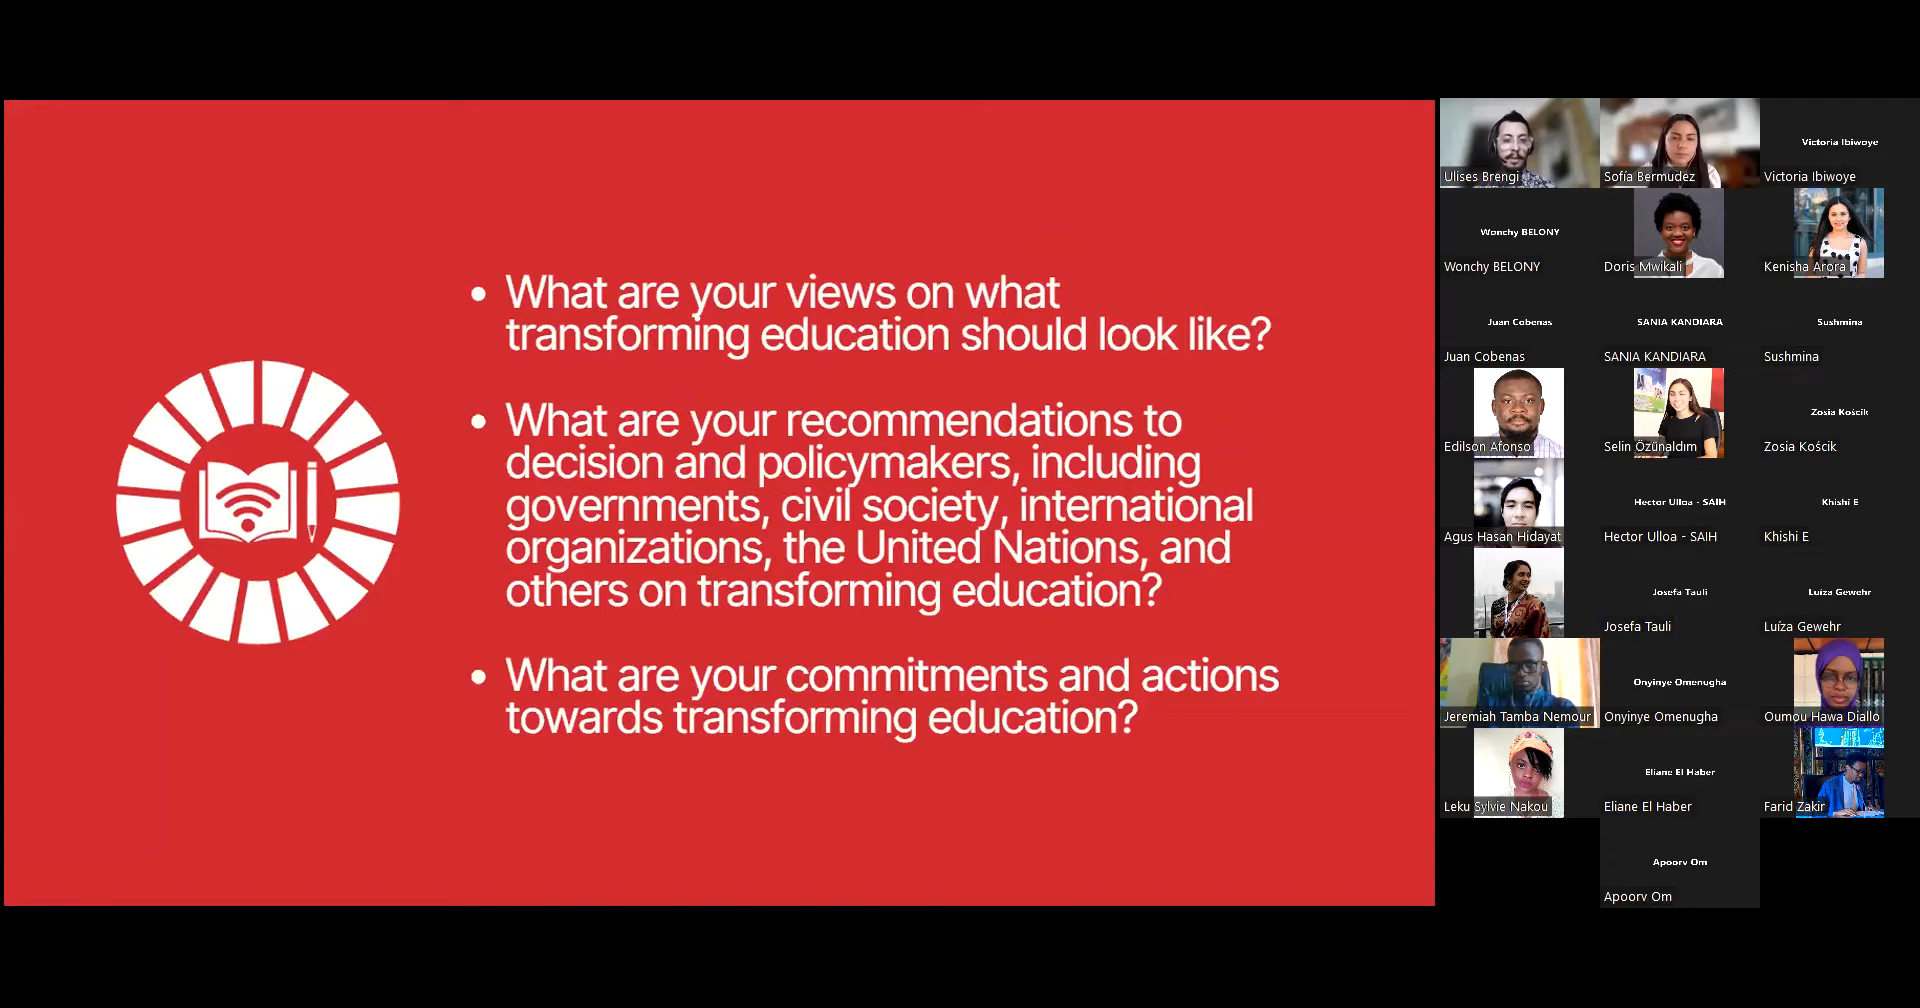 • What are your views on what
transforming education should look like?
• What are your recommendations to
decision and policymakers, including
governments, civil society, international
organizations, the United Nations, and
others on transforming education?
• What are your commitments and actions
towards transforming education?
Ulises Brengi
Sofía Bermudez
Victoria Ibiwoye
Victoria Ibiwoye
Wonchy BELONY
Wonchy BELONY
Doris Mwikali
Kenisha Arora
Juan Cobenas
Juan Cobenas
SANIA KANDIARA
SANIA KANDIARA
Sushmina
Sushmina
Edilson Afonso
Selin Özünaldım
Zosia Kościk
Zosia Kościk
Agus Hasan Hidayat
Hector Ulloa - SAIH
Hector Ulloa - SAIH
Khishi E
Khishi E
Josefa Tauli
Josefa Tauli
Luíza Gewehr
Luíza Gewehr
Jeremiah Tamba Nemour
Onyinye Omenugha
Onyinye Omenugha
Oumou Hawa Diallo
Leku Sylvie Nakou
Eliane El Haber
Eliane El Haber
Farid Zakir
Apoorv Om
Apoorv Om